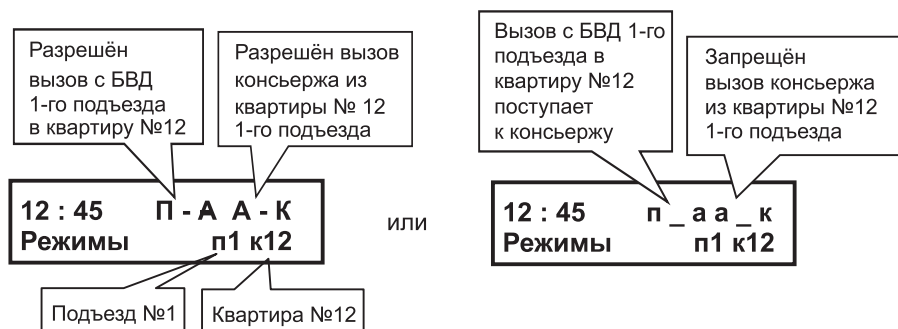 Разрешён
вызов с БВД
1-го подъезда
в квартиру №12
Разрешён вызов
консьержа из
квартиры № 12
1-го подъезда
12 : 45 П - А А - К
Режимы п1 к12
Подъезд №1
Квартира №12
или
Вызов с БВД 1-го
подъезда в
квартиру №12
поступает
к консьержу
Запрещён
вызов консьержа
из квартиры №12
1-го подъезда
12 : 45 п _ а а _ к
Режимы п1 к12